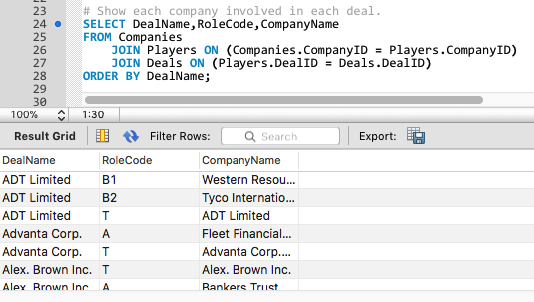 23 # Show each company involved in each deal.
24 SELECT DealName,RoleCode,CompanyName
25 FROM Companies
26 JOIN Players ON (Companies.CompanyID = Players.CompanyID)
27 JOIN Deals ON (Players.DealID = Deals.DealID)
28 ORDER BY DealName;
29
30
100% 1:30
Result Grid Filter Rows: Search Export:
DealName RoleCode CompanyName
ADT Limited B1 Western Resou...
ADT Limited B2 Tyco Internatio...
ADT Limited T ADT Limited
Advanta Corp. A Fleet Financial...
Advanta Corp. T Advanta Corp....
Alex. Brown Inc. T Alex. Brown Inc.
Alex. Brown Inc. A Bankers Trust